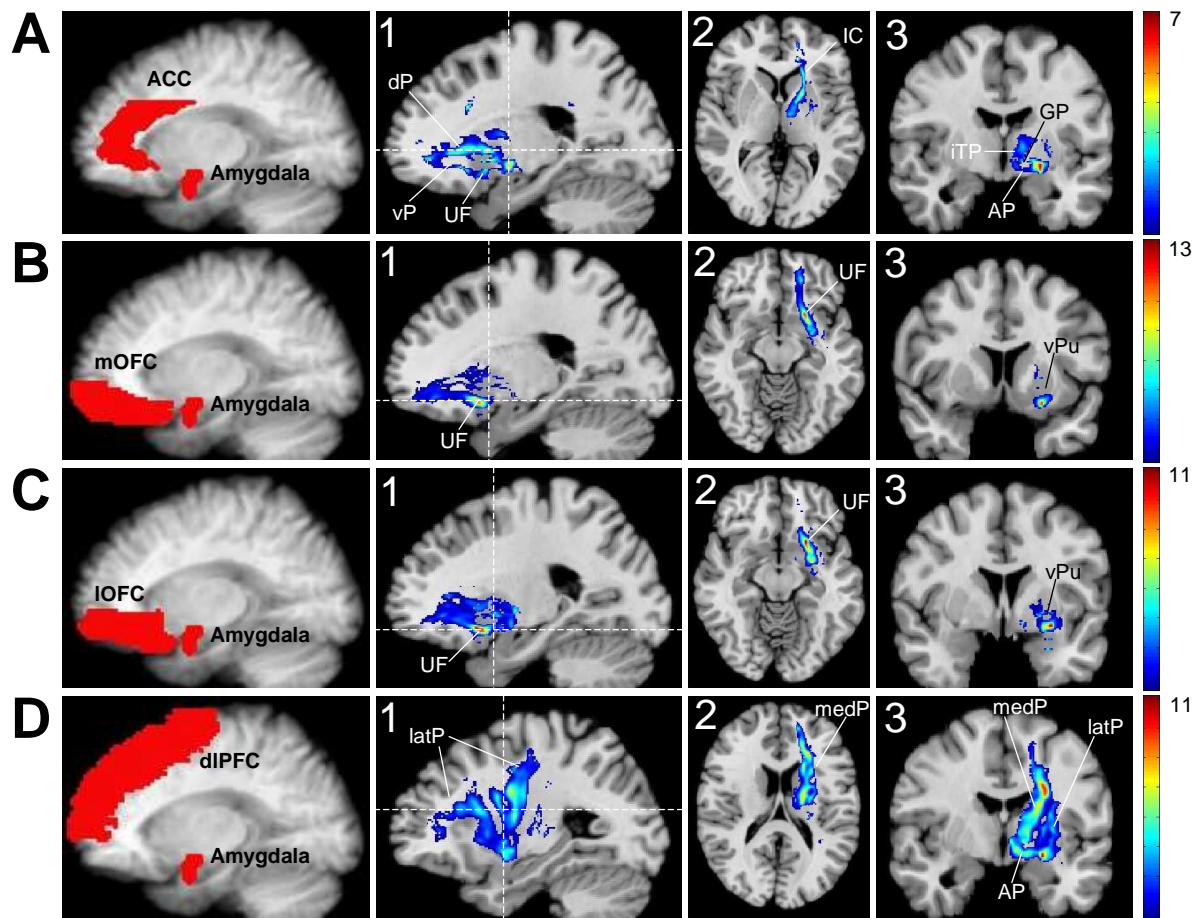 A
ACC
Amygdala
1
dP
vP
UF
2
IC
3
GP
iTP
AP
7
B
mOFC
Amygdala
1
UF
2
UF
3
vPu
13
C
lOFC
Amygdala
1
UF
2
UF
3
vPu
11
D
dlPFC
Amygdala
1
latP
2
medP
3
medP
latP
AP
11